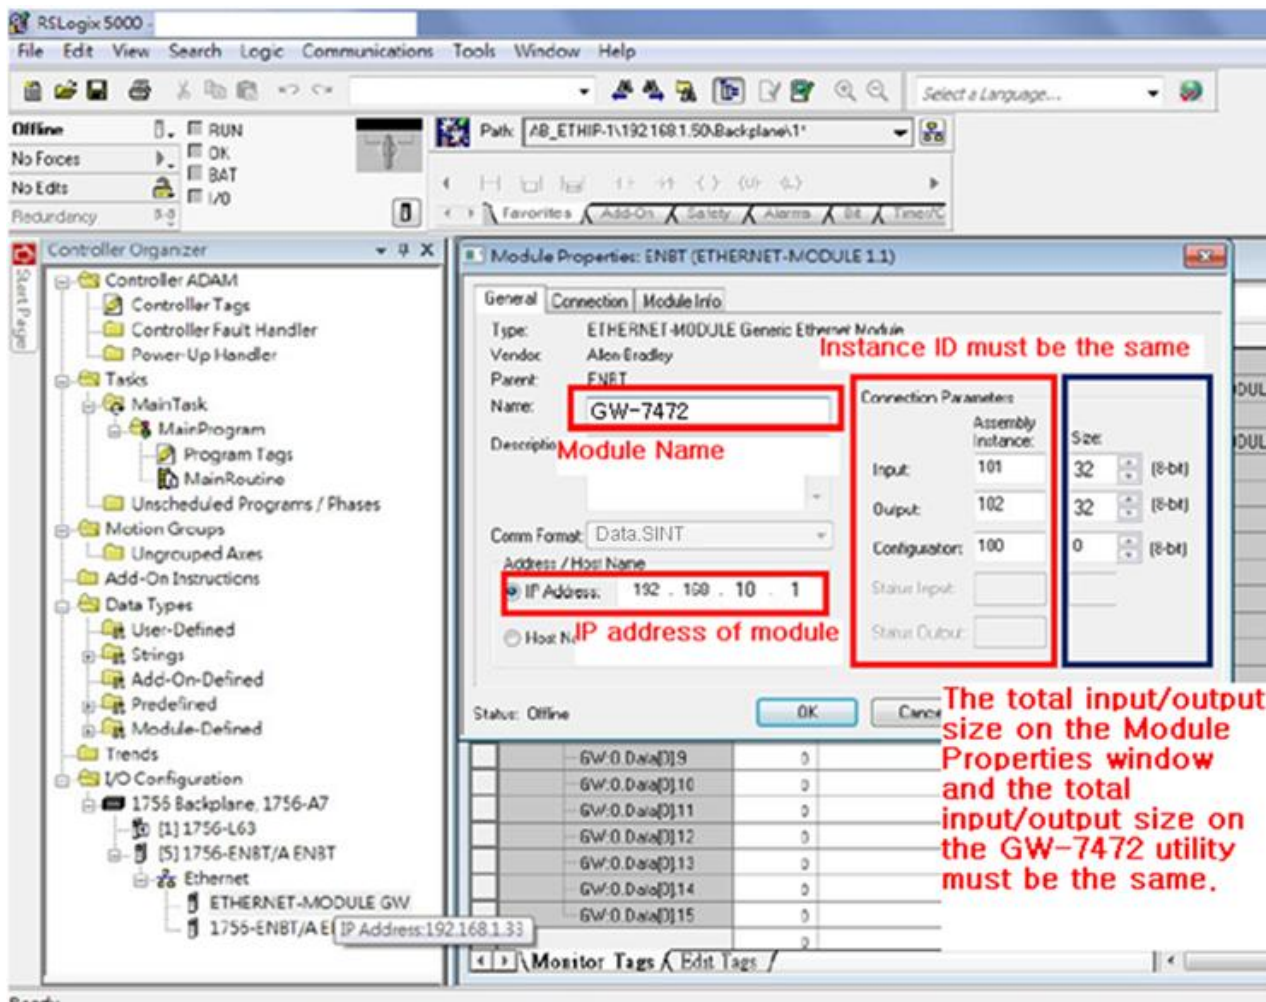 RSLogix 5000 -
File Edit View Search Logic Communications Tools Window Help
Select a Language...
Offline
RUN
No Forces
OK
BAT
No Edits
I/O
Redundancy
Path: AB_ETHIP-1\192.168.1.50\Backplane\1*
Favorites Add-On Safety Alarms Bit Timer/C
Start Page
Controller Organizer
Controller ADAM
Controller Tags
Controller Fault Handler
Power-Up Handler
Tasks
MainTask
MainProgram
Program Tags
MainRoutine
Unscheduled Programs / Phases
Motion Groups
Ungrouped Axes
Add-On Instructions
Data Types
User-Defined
Strings
Add-On-Defined
Predefined
Module-Defined
Trends
I/O Configuration
1756 Backplane, 1756-A7
[1] 1756-L63
[5] 1756-ENBT/A ENBT
Ethernet
ETHERNET-MODULE GW
1756-ENBT/A E
IP Address:192.168.1.33
Module Properties: ENBT (ETHERNET-MODULE 1.1)
General Connection Module Info
Type: ETHERNET-MODULE Generic Ethernet Module
Vendor: Allen-Bradley
Parent: ENBT
Name: GW-7472
Module Name
Comm Format: Data.SINT
Address / Host Name
IP Address: 192 . 168 . 10 . 1
IP address of module
Host N
Instance ID must be the same
Connection Parameters
Assembly
Instance: Size:
Input: 101 32 (8-bit)
Output: 102 32 (8-bit)
Configuration: 100 0 (8-bit)
Status Input:
Status Output:
Status: Offline
OK
Cance
The total input/output
size on the Module
Properties window
and the total
input/output size on
the GW-7472 utility
must be the same.
GW:O.Data[0].9 0
GW:O.Data[0].10 0
GW:O.Data[0].11 0
GW:O.Data[0].12 0
GW:O.Data[0].13 0
GW:O.Data[0].14 0
GW:O.Data[0].15 0
0
Monitor Tags Edit Tags